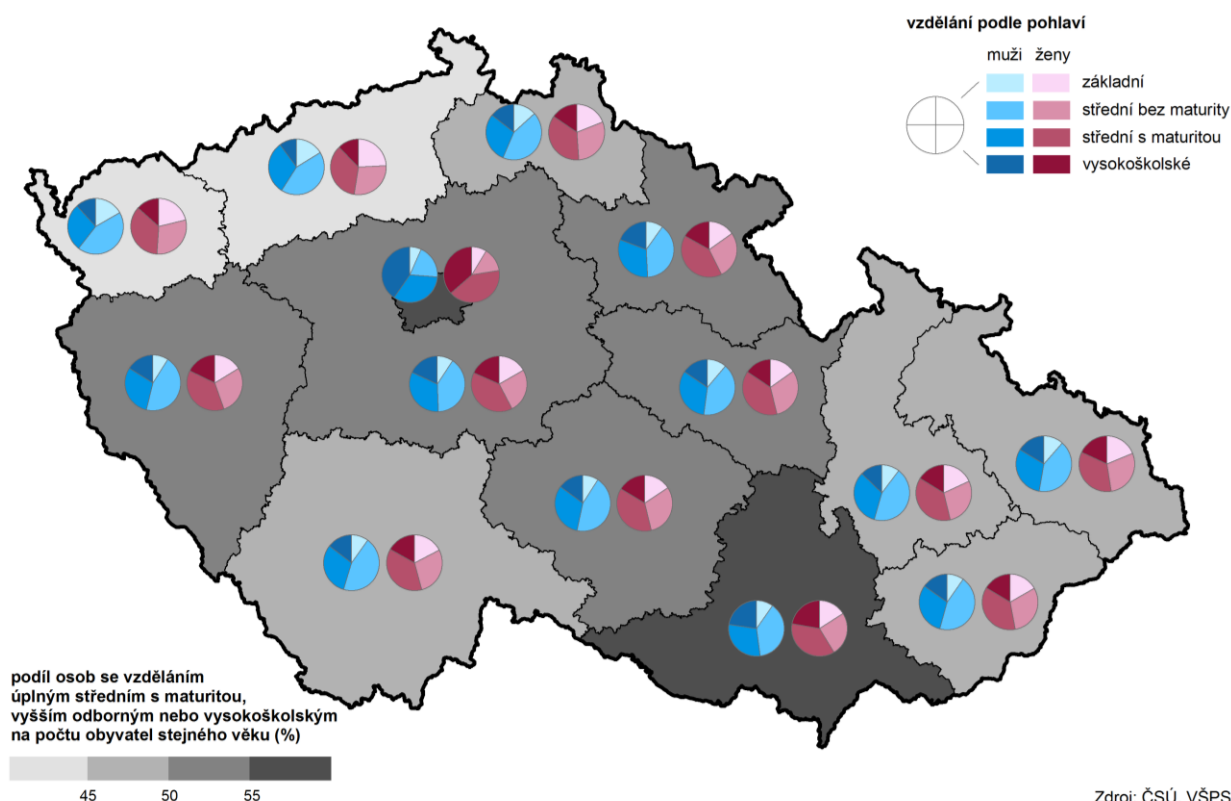 vzdělání podle pohlaví
muži ženy
základní
střední bez maturity
střední s maturitou
vysokoškolské
podíl osob se vzděláním
úplným středním s maturitou,
vyšším odborným nebo vysokoškolským
na počtu obyvatel stejného věku (%)
45 50 55
Zdroj: ČSÚ, VŠPS